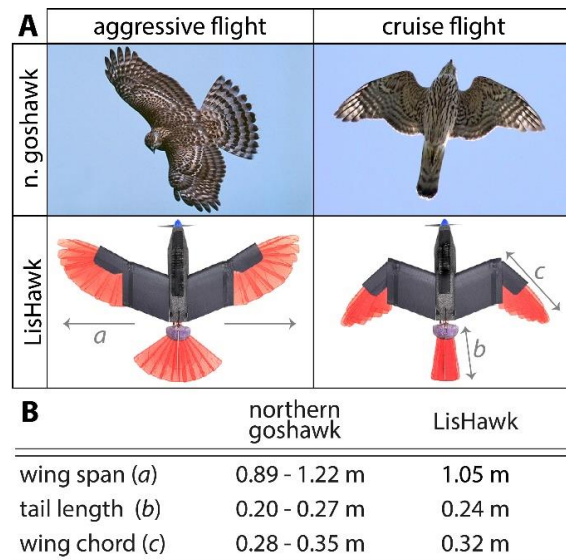 A
aggressive flight
cruise flight
n. goshawk
LisHawk
a
c
b
B
northern goshawk
LisHawk
wing span (a)
0.89 - 1.22 m
1.05 m
tail length (b)
0.20 - 0.27 m
0.24 m
wing chord (c)
0.28 - 0.35 m
0.32 m